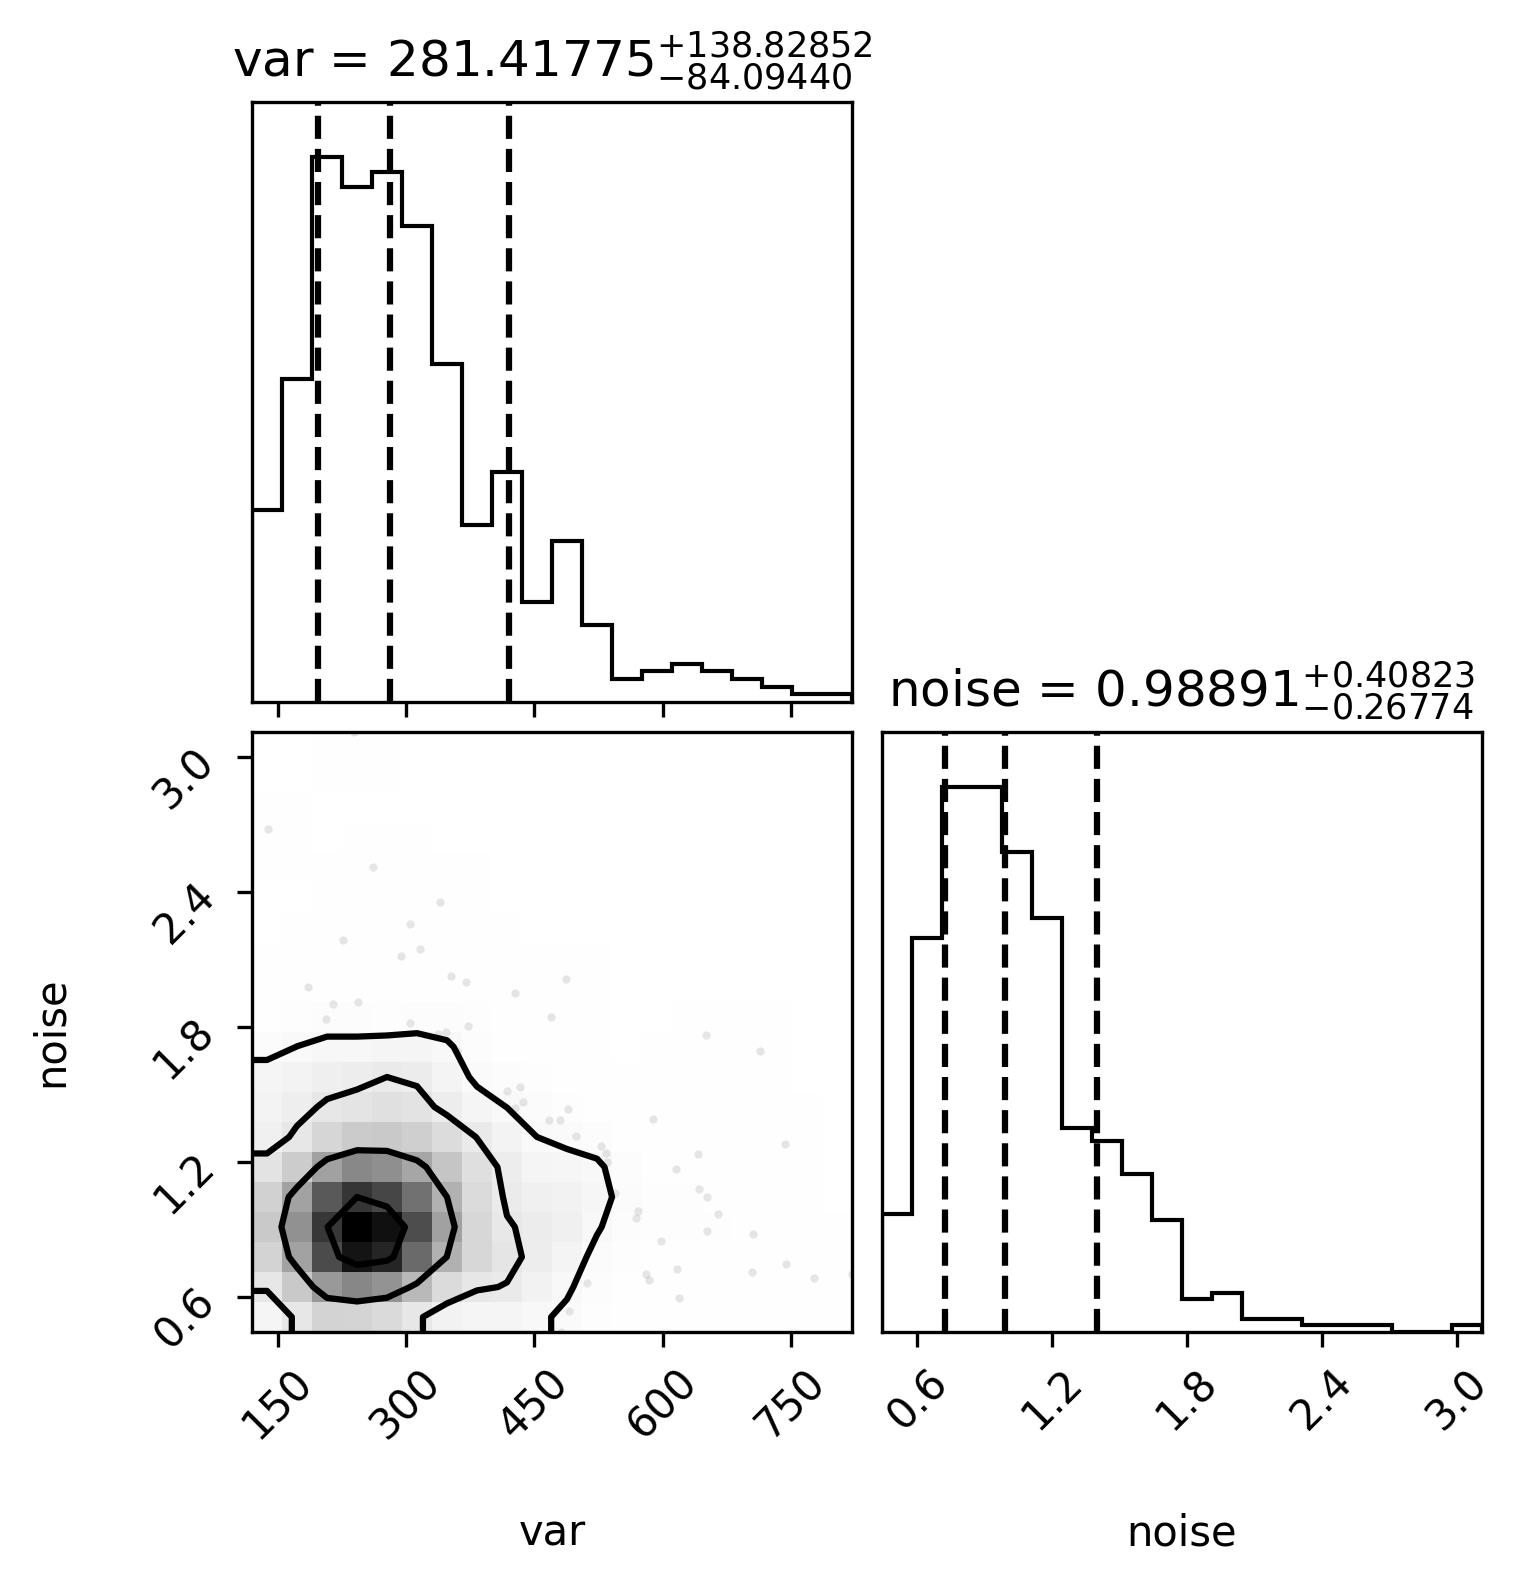 var = 281.41775+138.82852−84.09440
noise = 0.98891+0.40823−0.26774
3.0
2.4
1.8
1.2
0.6
noise
150 300 450 600 750
0.6 1.2 1.8 2.4 3.0
var
noise